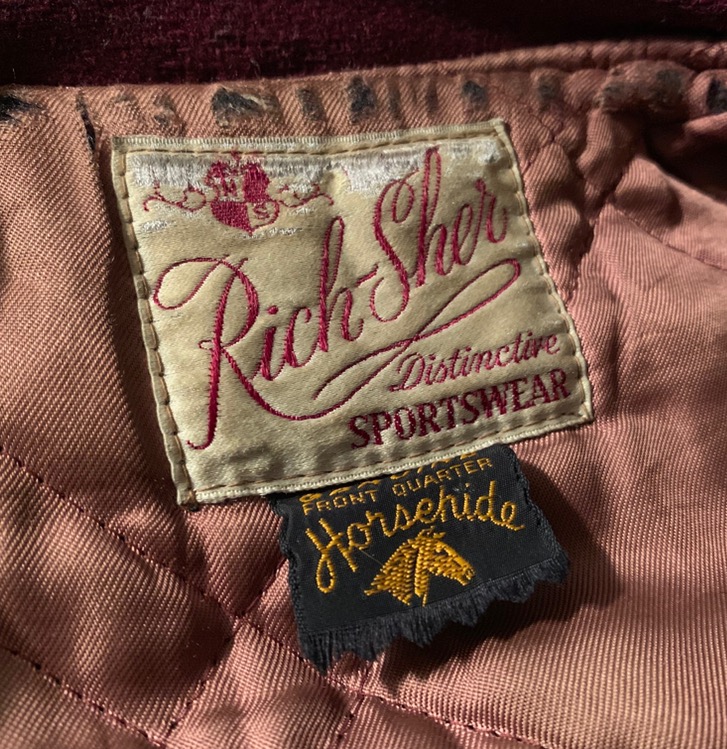 Rich-Sher
Distinctive
SPORTSWEAR
FRONT QUARTER
Horsehide